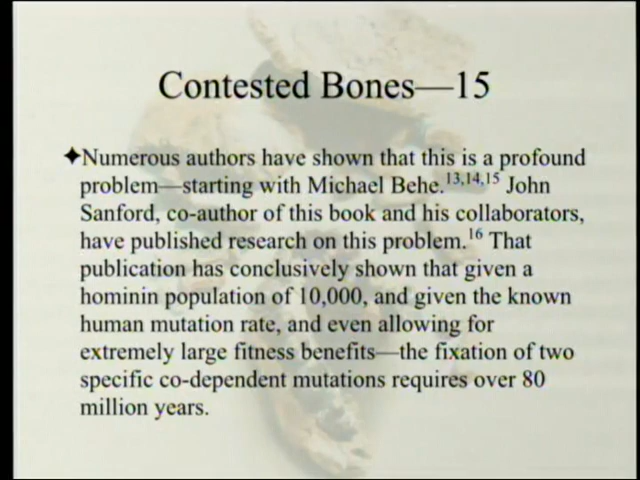 Contested Bones—15
✦Numerous authors have shown that this is a profound
problem—starting with Michael Behe.13,14,15 John
Sanford, co-author of this book and his collaborators,
have published research on this problem.16 That
publication has conclusively shown that given a
hominin population of 10,000, and given the known
human mutation rate, and even allowing for
extremely large fitness benefits—the fixation of two
specific co-dependent mutations requires over 80
million years.